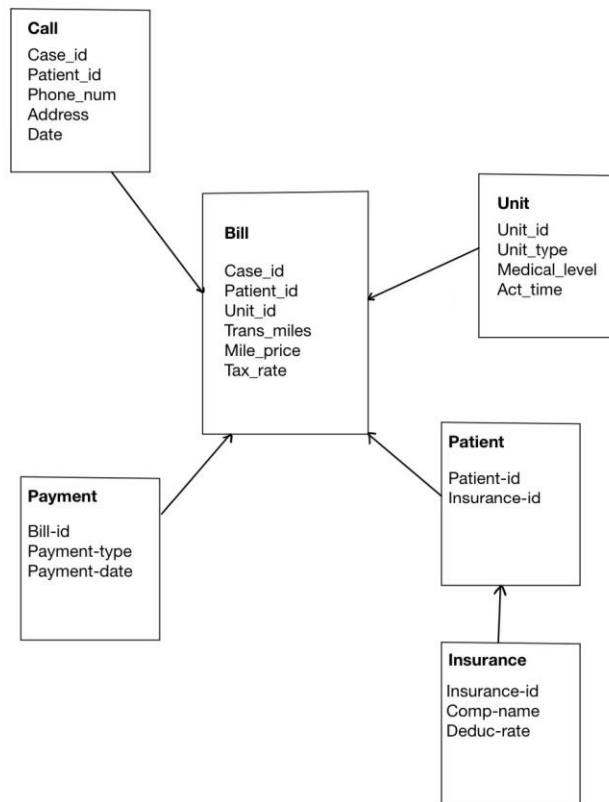 Call
Case_id
Patient_id
Phone_num
Address
Date
Bill
Case_id
Patient_id
Unit_id
Trans_miles
Mile_price
Tax_rate
Unit
Unit_id
Unit_type
Medical_level
Act_time
Payment
Bill-id
Payment-type
Payment-date
Patient
Patient-id
Insurance-id
Insurance
Insurance-id
Comp-name
Deduc-rate